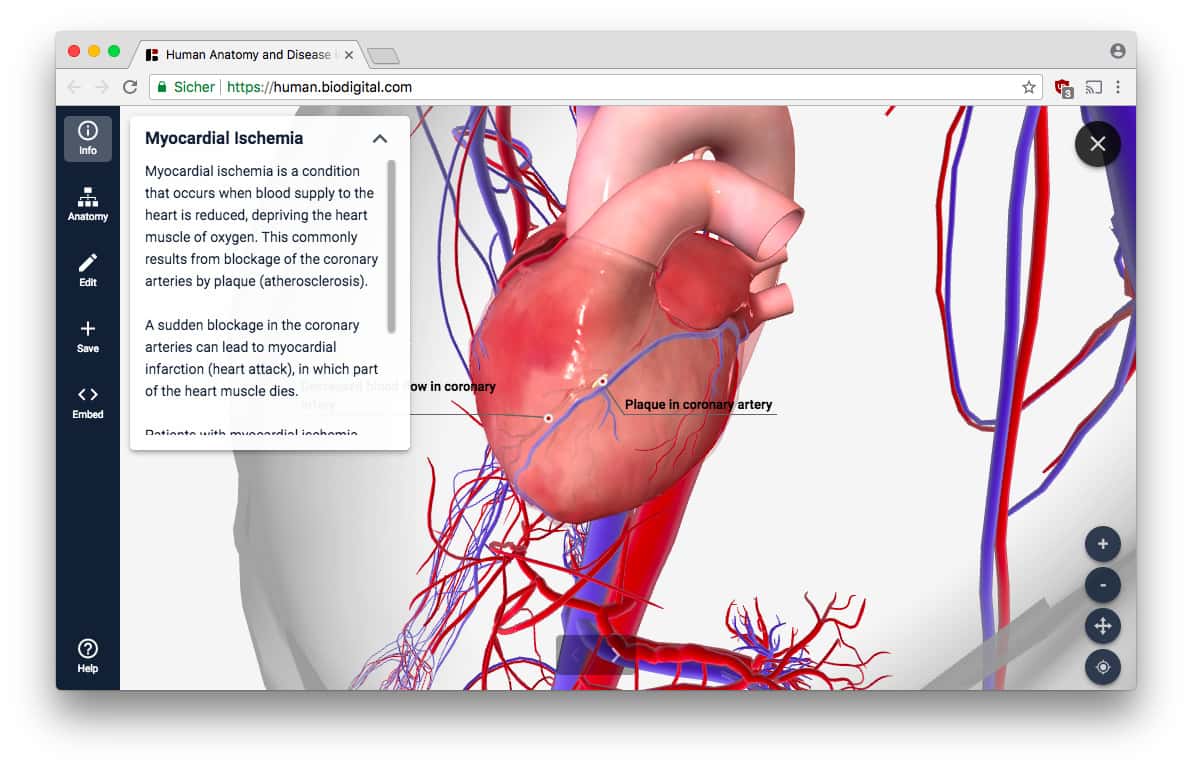 Human Anatomy and Disease i
Sicher https://human.biodigital.com
3
Info
Anatomy
Edit
Save
Embed
Help
Myocardial Ischemia
Myocardial ischemia is a condition
that occurs when blood supply to the
heart is reduced, depriving the heart
muscle of oxygen. This commonly
results from blockage of the coronary
arteries by plaque (atherosclerosis).
A sudden blockage in the coronary
arteries can lead to myocardial
infarction (heart attack), in which part
of the heart muscle dies.
Patients with myocardial ischemia
Decreased blood flow in coronary
artery
Plaque in coronary artery